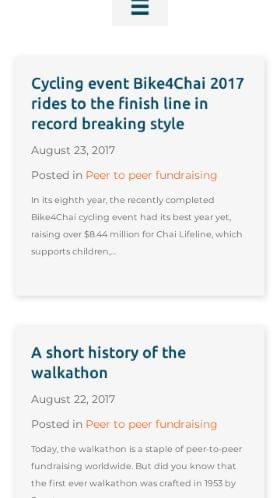 Cycling event Bike4Chai 2017
rides to the finish line in
record breaking style
August 23, 2017
Posted in Peer to peer fundraising
In its eighth year, the recently completed
Bike4Chai cycling event had its best year yet,
raising over $8.44 million for Chai Lifeline, which
supports children,...
A short history of the
walkathon
August 22, 2017
Posted in Peer to peer fundraising
Today, the walkathon is a staple of peer-to-peer
fundraising worldwide. But did you know that
the first ever walkathon was crafted in 1953 by